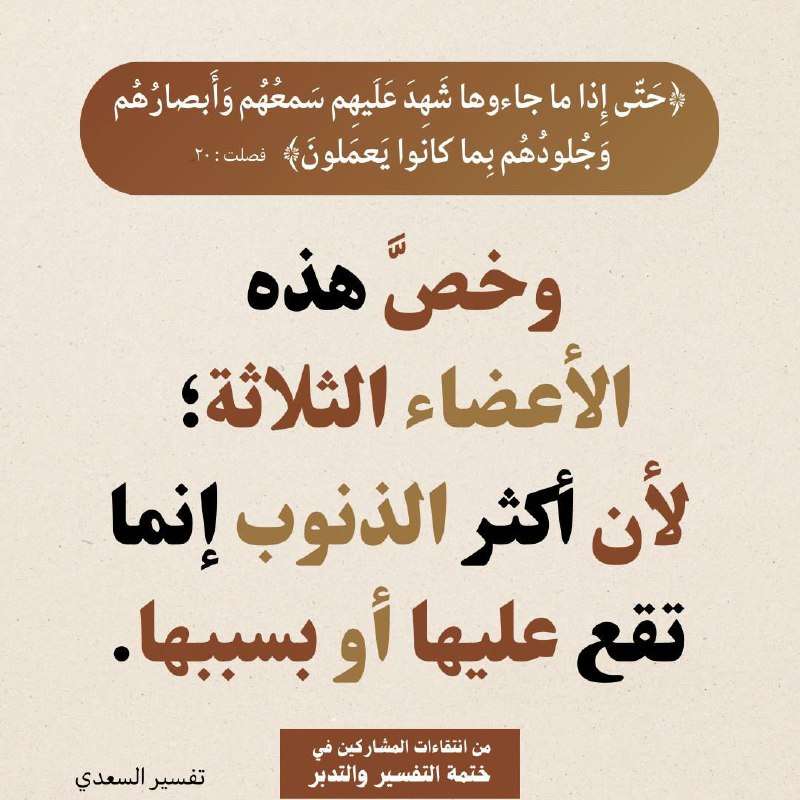 ﴿حَتّى إِذا ما جاءوها شَهِدَ عَلَيهِم سَمعُهُم وَأَبصارُهُم
وَجُلودُهُم بِما كانوا يَعمَلونَ﴾ فصلت : ٢٠
وخصَّ هذه
الأعضاء الثلاثة؛
لأن أكثر الذنوب إنما
تقع عليها أو بسببها.
من انتقاءات المشاركين في
ختمة التفسير والتدبر
تفسير السعدي